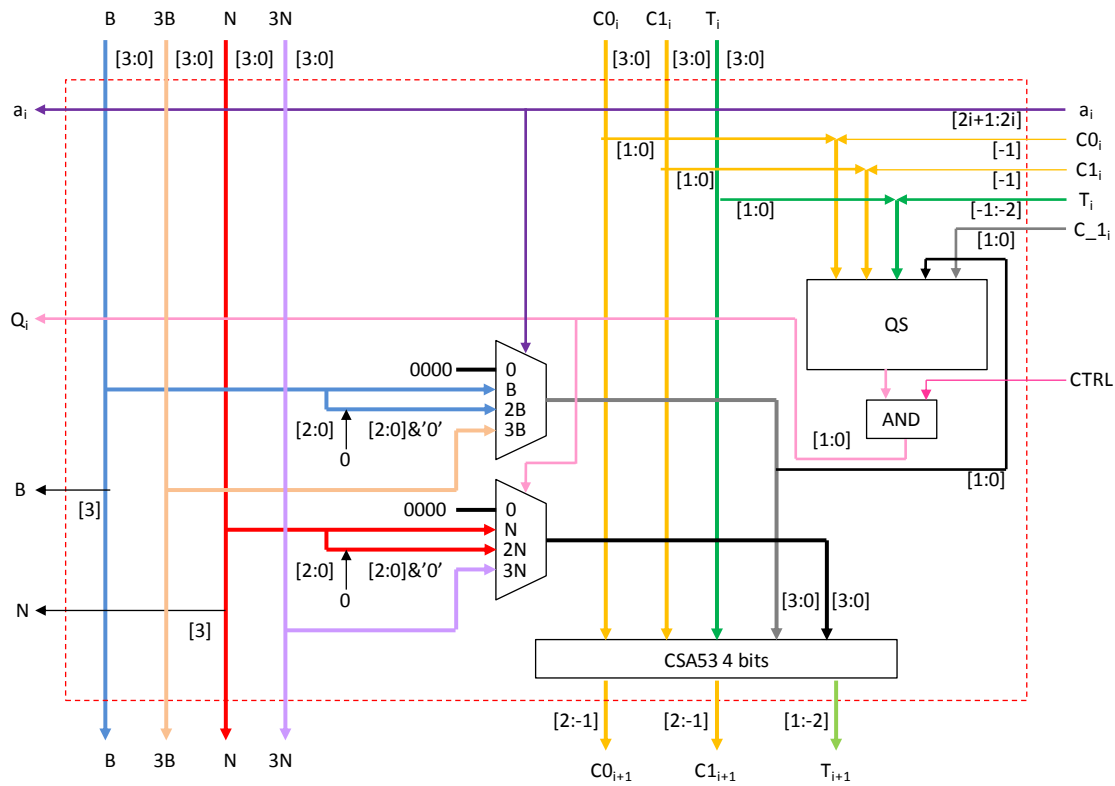 B 3B N 3N C0i C1i Ti
[3:0] [3:0] [3:0] [3:0] [3:0] [3:0] [3:0]
ai ai
[2i+1:2i]
C0i
[1:0] [-1]
C1i
[1:0] [-1]
Ti
[1:0] [-1:-2]
C_1i
[1:0]
Qi QS
0000 0
B CTRL
2B
AND
[2:0] [2:0]&'0' 3B [1:0]
0
[1:0]
B
[3]
0000 0
N
2N
[2:0] [2:0]&'0' 3N
0
[3:0] [3:0]
N
[3]
CSA53 4 bits
[2:-1] [2:-1] [1:-2]
B 3B N 3N C0i+1 C1i+1 Ti+1